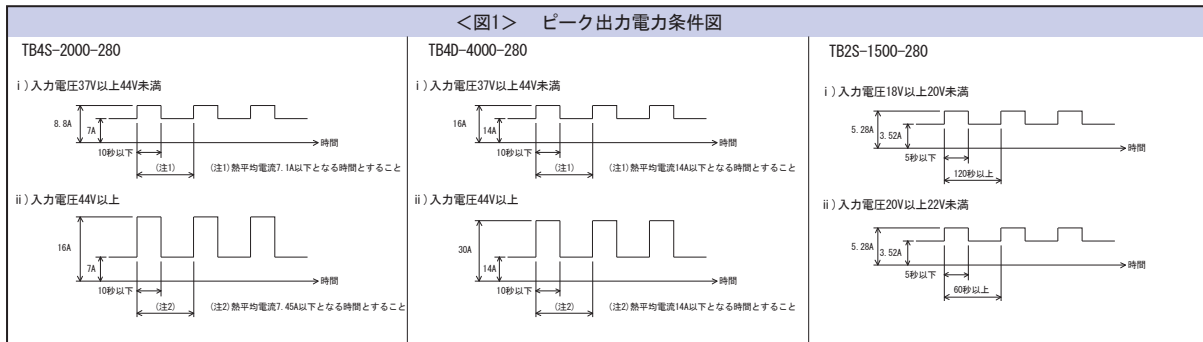 <図1>　ピーク出力電力条件図
TB4S-2000-280
ⅰ)入力電圧37V以上44V未満
8.8A
7A
時間
10秒以下
(注1)
(注1)熱平均電流7.1A以下となる時間とすること
ⅱ)入力電圧44V以上
16A
7A
時間
10秒以下
(注2)
(注2)熱平均電流7.45A以下となる時間とすること
TB4D-4000-280
ⅰ)入力電圧37V以上44V未満
16A
14A
時間
10秒以下
(注1)
(注1)熱平均電流14A以下となる時間とすること
ⅱ)入力電圧44V以上
30A
14A
時間
10秒以下
(注2)
(注2)熱平均電流14A以下となる時間とすること
TB2S-1500-280
ⅰ)入力電圧18V以上20V未満
5.28A
3.52A
時間
5秒以下
120秒以上
ⅱ)入力電圧20V以上22V未満
5.28A
3.52A
時間
5秒以下
60秒以上